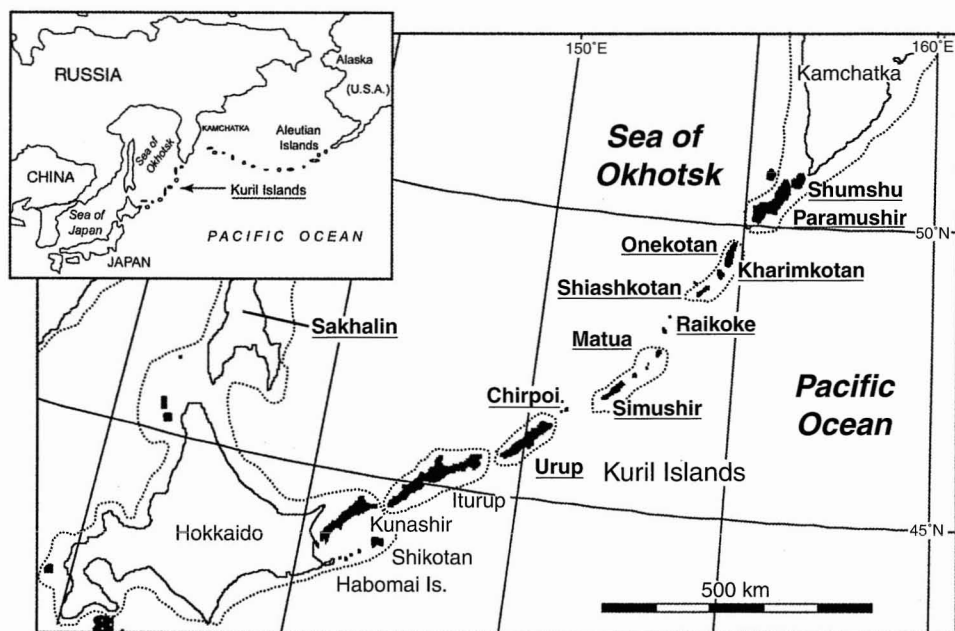 RUSSIA
Alaska
(U.S.A.)
KAMCHATKA
Aleutian
Islands
Sea of
Okhotsk
CHINA
Kuril Islands
Sea of
Japan
PACIFIC OCEAN
JAPAN
150°E
160°E
Kamchatka
Sea of
Okhotsk
Shumshu
Paramushir
50°N
Onekotan
Kharimkotan
Shiashkotan
Raikoke
Sakhalin
Matua
Pacific
Ocean
Chirpoi
Simushir
Urup
Kuril Islands
Iturup
Kunashir
45°N
Hokkaido
Shikotan
Habomai Is.
500 km